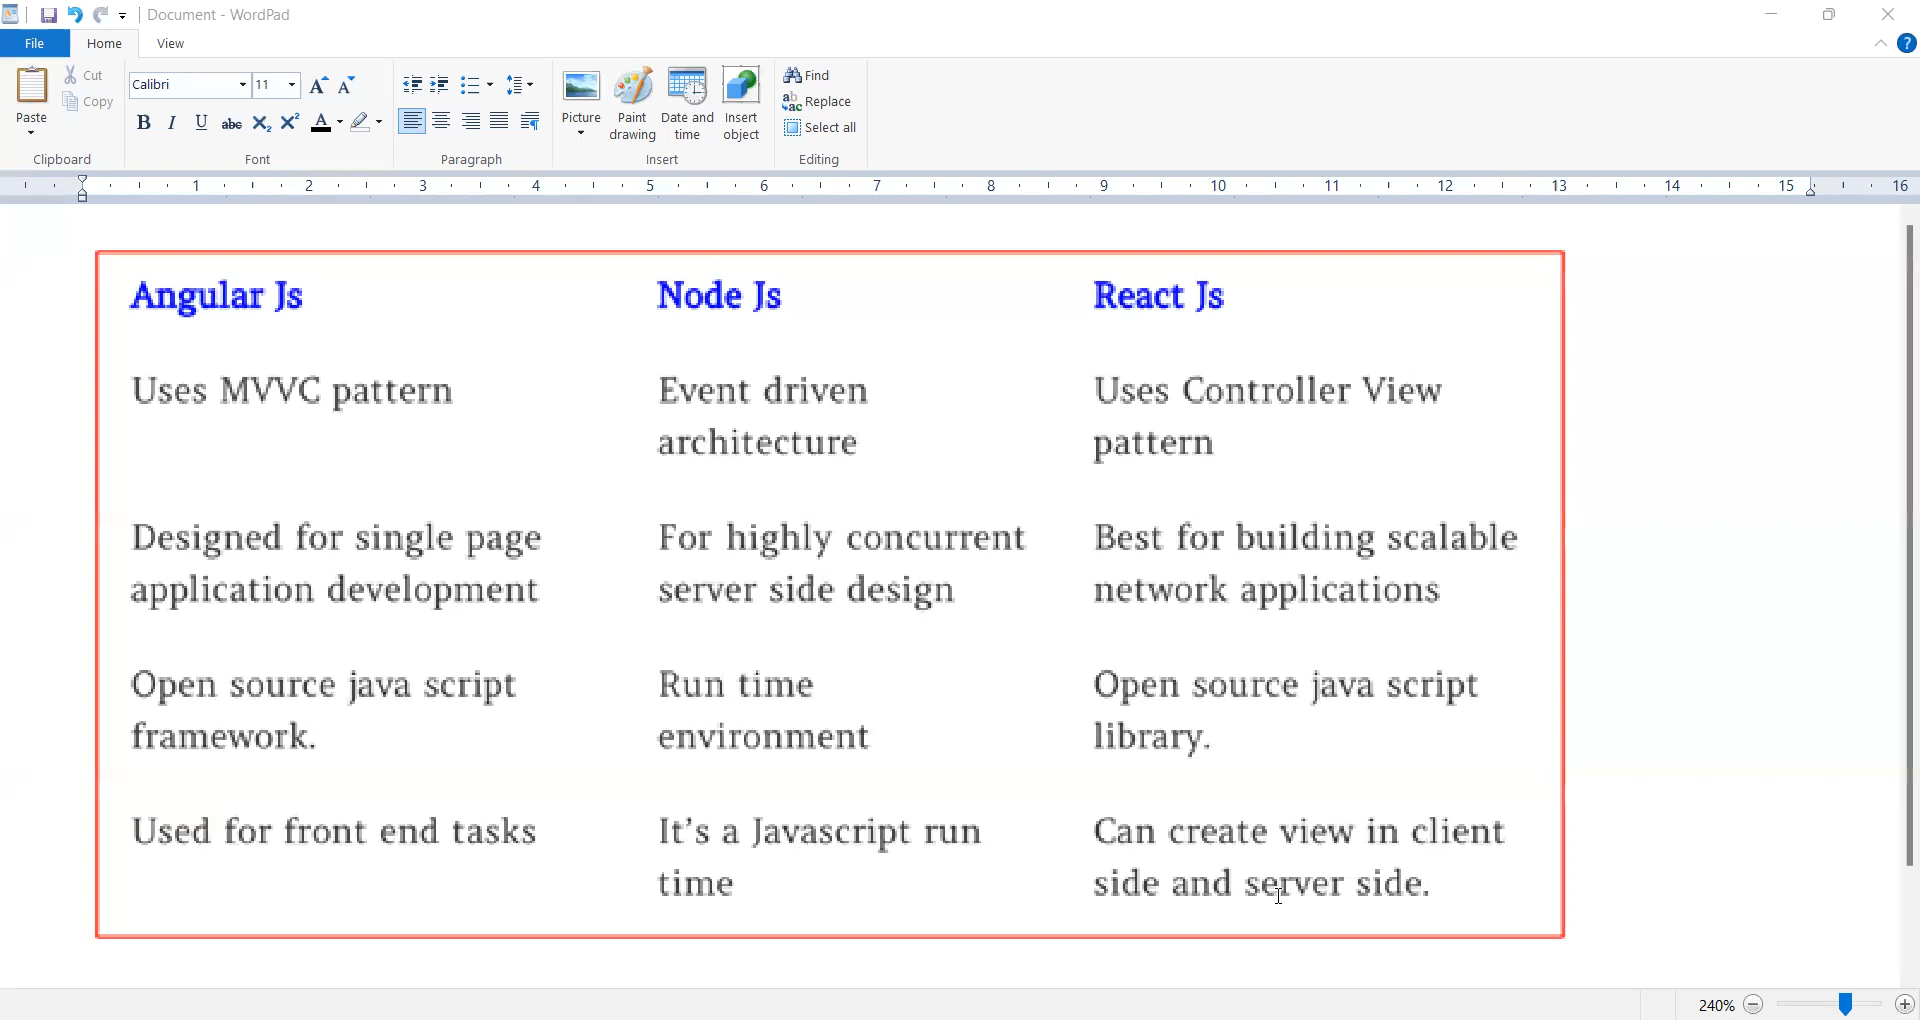 Document - WordPad
File Home View
Paste Cut Copy
Calibri 11
B I U abc X₂ X² A
Picture Paint drawing Date and time Insert object
Find
Replace
Select all
Clipboard Font Paragraph Insert Editing
1 2 3 4 5 6 7 8 9 10 11 12 13 14 15 16
Angular Js Node Js React Js
Uses MVVC pattern Event driven Uses Controller View
architecture pattern
Designed for single page For highly concurrent Best for building scalable
application development server side design network applications
Open source java script Run time Open source java script
framework. environment library.
Used for front end tasks It's a Javascript run Can create view in client
time side and server side.
240%